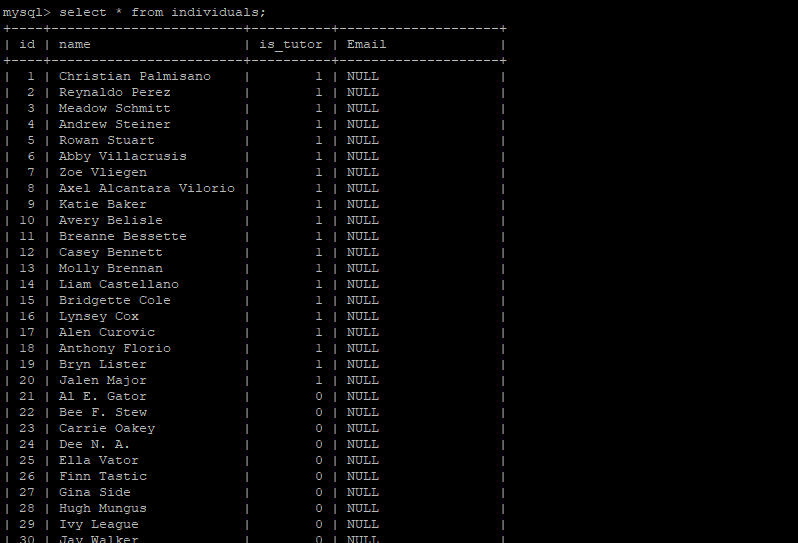 mysql> select * from individuals;
+----+------------------------+----------+---------------------+
| id | name                   | is_tutor | Email               |
+----+------------------------+----------+---------------------+
|  1 | Christian Palmisano    |        1 | NULL                |
|  2 | Reynaldo Perez         |        1 | NULL                |
|  3 | Meadow Schmitt         |        1 | NULL                |
|  4 | Andrew Steiner         |        1 | NULL                |
|  5 | Rowan Stuart           |        1 | NULL                |
|  6 | Abby Villacrusis       |        1 | NULL                |
|  7 | Zoe Vliegen            |        1 | NULL                |
|  8 | Axel Alcantara Vilorio |        1 | NULL                |
|  9 | Katie Baker            |        1 | NULL                |
| 10 | Avery Belisle          |        1 | NULL                |
| 11 | Breanne Bessette       |        1 | NULL                |
| 12 | Casey Bennett          |        1 | NULL                |
| 13 | Molly Brennan          |        1 | NULL                |
| 14 | Liam Castellano        |        1 | NULL                |
| 15 | Bridgette Cole         |        1 | NULL                |
| 16 | Lynsey Cox             |        1 | NULL                |
| 17 | Alen Curovic           |        1 | NULL                |
| 18 | Anthony Florio         |        1 | NULL                |
| 19 | Bryn Lister            |        1 | NULL                |
| 20 | Jalen Major            |        1 | NULL                |
| 21 | Al E. Gator            |        0 | NULL                |
| 22 | Bee F. Stew            |        0 | NULL                |
| 23 | Carrie Oakey           |        0 | NULL                |
| 24 | Dee N. A.              |        0 | NULL                |
| 25 | Ella Vator             |        0 | NULL                |
| 26 | Finn Tastic            |        0 | NULL                |
| 27 | Gina Side              |        0 | NULL                |
| 28 | Hugh Mungus            |        0 | NULL                |
| 29 | Ivy League             |        0 | NULL                |
| 30 | Jay Walker             |        0 | NULL                |